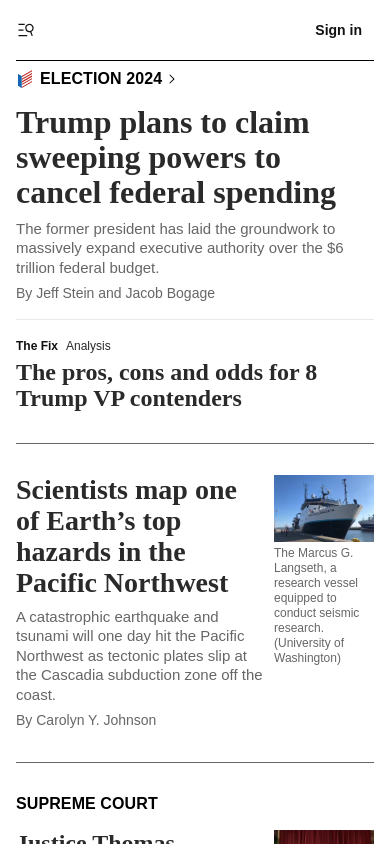 Sign in
ELECTION 2024
Trump plans to claim
sweeping powers to
cancel federal spending
The former president has laid the groundwork to
massively expand executive authority over the $6
trillion federal budget.
By Jeff Stein and Jacob Bogage
The Fix Analysis
The pros, cons and odds for 8
Trump VP contenders
Scientists map one
of Earth’s top
hazards in the
Pacific Northwest
A catastrophic earthquake and
tsunami will one day hit the Pacific
Northwest as tectonic plates slip at
the Cascadia subduction zone off the
coast.
By Carolyn Y. Johnson
The Marcus G.
Langseth, a
research vessel
equipped to
conduct seismic
research.
(University of
Washington)
SUPREME COURT
Justice Thomas